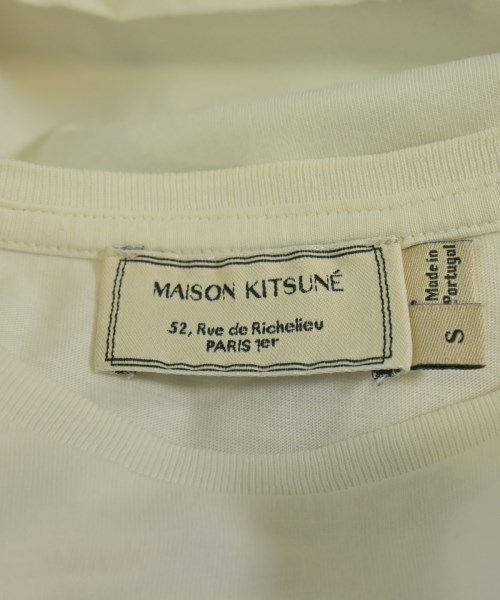 MAISON KITSUNÉ
52, Rue de Richelieu
PARIS 1er
Made in
Portugal
S